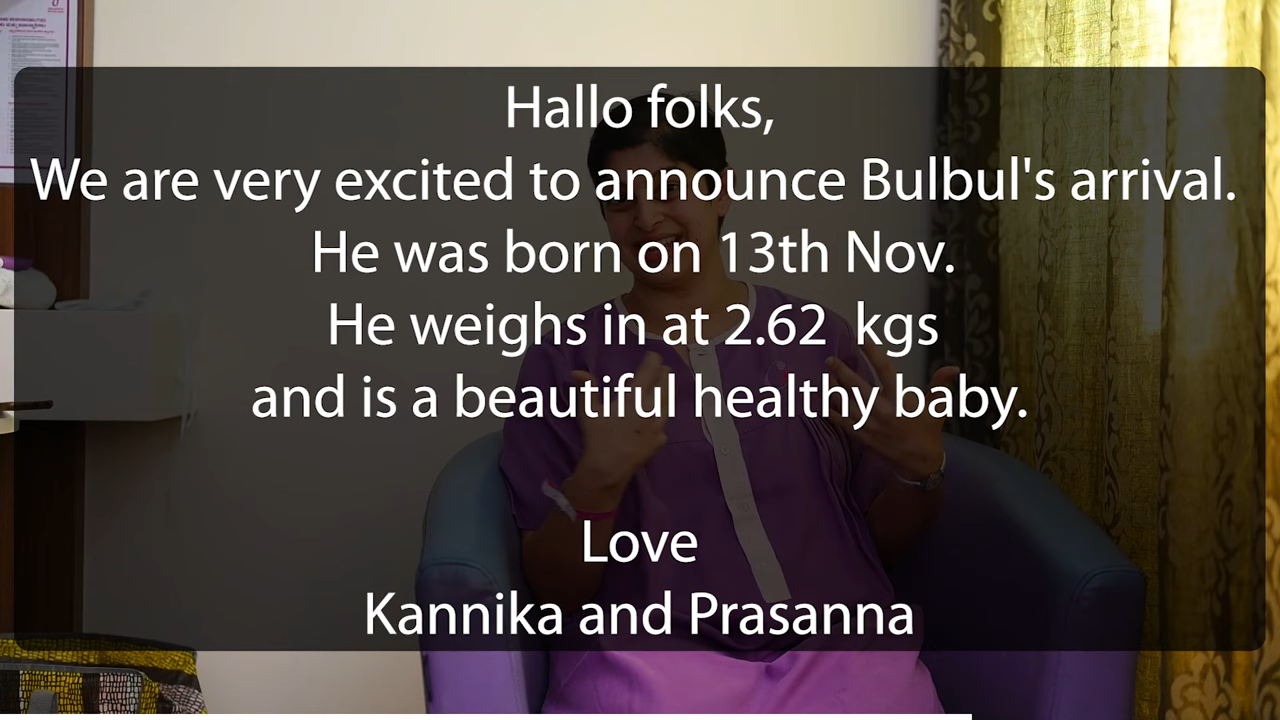 Hallo folks,
We are very excited to announce Bulbul's arrival.
He was born on 13th Nov.
He weighs in at 2.62  kgs
and is a beautiful healthy baby.
Love
Kannika and Prasanna